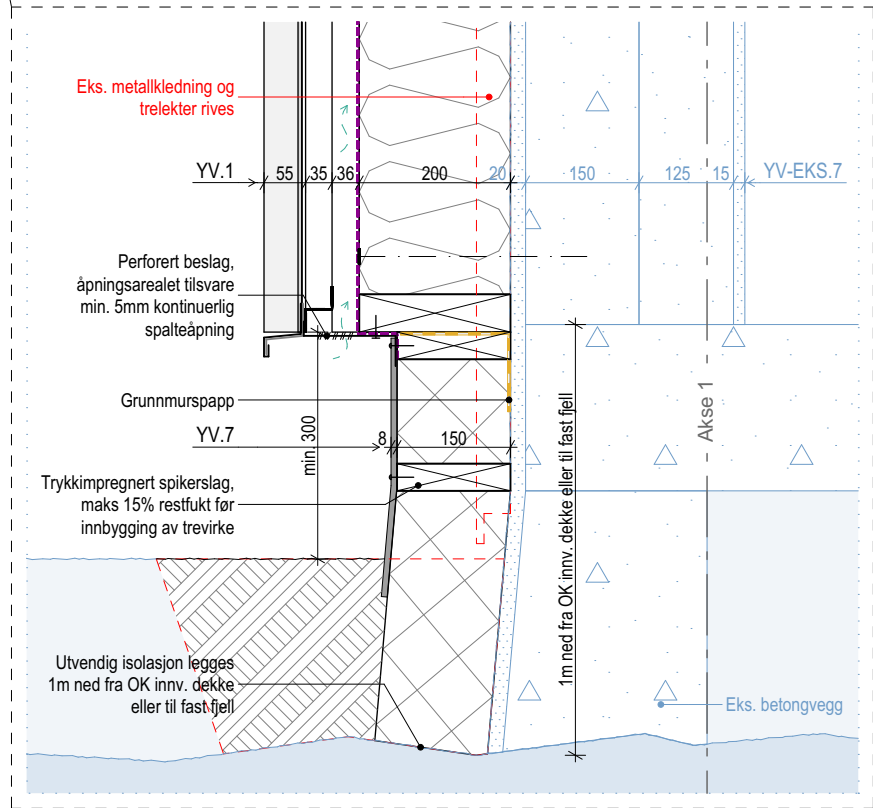 Eks. metallkledning og
trelekter rives
YV.1
55
35
36
200
20
150
125
15
YV-EKS.7
Perforert beslag,
åpningsarealet tilsvare
min. 5mm kontinuerlig
spalteåpning
Grunnmurspapp
min. 300
YV.7
8
150
Akse 1
Trykkimpregnert spikerslag,
maks 15% restfukt før
innbygging av trevirke
1m ned fra OK innv. dekke eller til fast fjell
Utvendig isolasjon legges
1m ned fra OK innv. dekke
eller til fast fjell
Eks. betongvegg